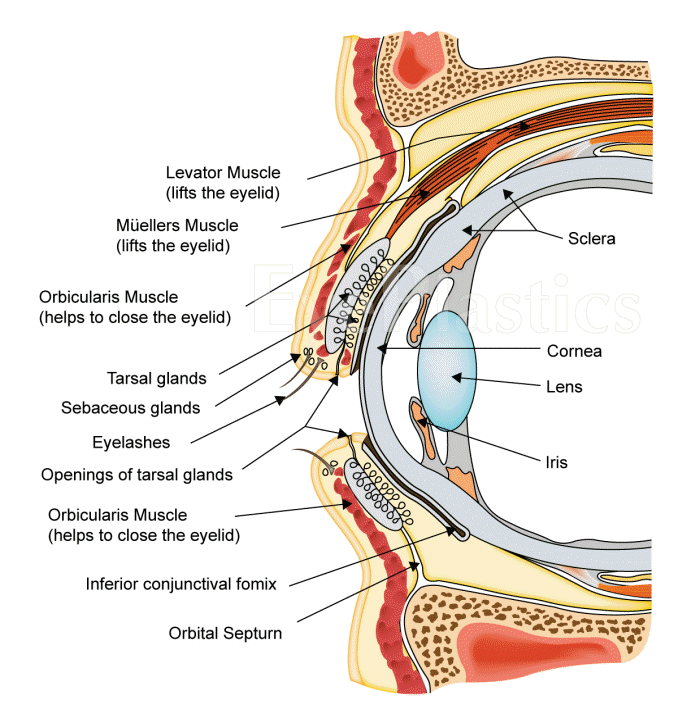 Levator Muscle
(lifts the eyelid)
Müellers Muscle
(lifts the eyelid)
Sclera
Orbicularis Muscle
(helps to close the eyelid)
Cornea
Tarsal glands
Lens
Sebaceous glands
Eyelashes
Iris
Openings of tarsal glands
Orbicularis Muscle
(helps to close the eyelid)
Inferior conjunctival fornix
Orbital Septurn